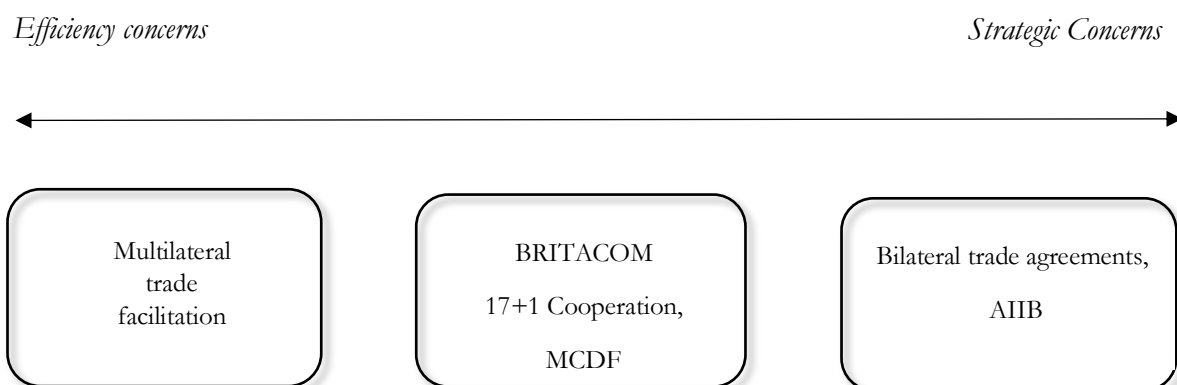 Efficiency concerns
Strategic Concerns
Multilateral
trade
facilitation
BRITACOM
17+1 Cooperation,
MCDF
Bilateral trade agreements,
AIIB